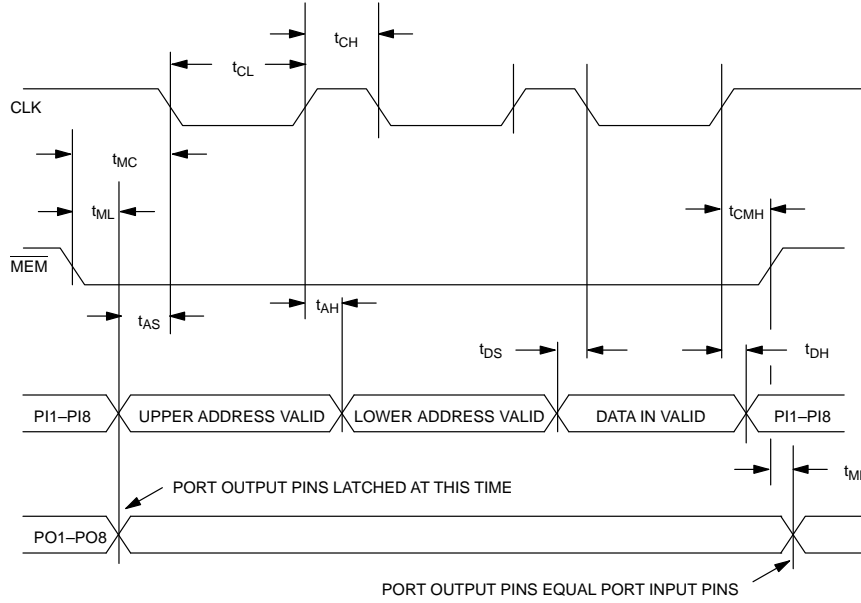 tCH
tCL
CLK
tMC
tML
tCMH
MEM
tAH
tAS
tDS
tDH
PI1–PI8 UPPER ADDRESS VALID LOWER ADDRESS VALID DATA IN VALID PI1–PI8
tM
PORT OUTPUT PINS LATCHED AT THIS TIME
PO1–PO8
PORT OUTPUT PINS EQUAL PORT INPUT PINS